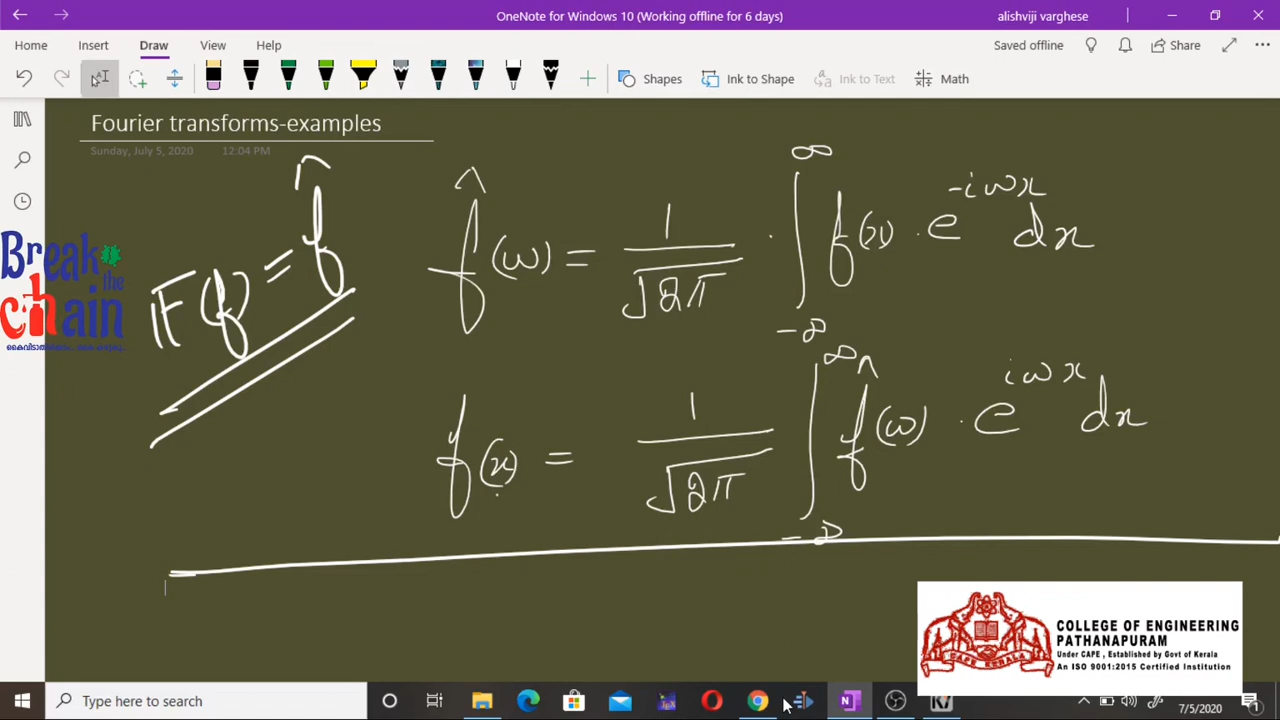 OneNote for Windows 10 (Working offline for 6 days)
alishviji varghese
Home Insert Draw View Help
Saved offline
Share
Shapes
Ink to Shape
Ink to Text
Math
Fourier transforms-examples
Sunday, July 5, 2020 12:04 PM
F(f) = f̂
f̂(ω) = 1/√2π · ∫_{-∞}^{∞} f(x) · e^{-iωx} dx
f(x) = 1/√2π ∫_{-∞}^{∞} f̂(ω) · e^{iωx} dx
Break
the
chain
COLLEGE OF ENGINEERING
PATHANAPURAM
Under CAPE, Established by Govt of Kerala
An ISO 9001:2015 Certified Institution
Type here to search
7/5/2020